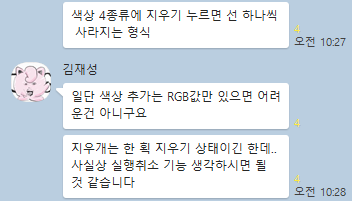 색상 4종류에 지우기 누르면 선 하나씩
사라지는 형식
4
오전 10:27
김재성
일단 색상 추가는 RGB값만 있으면 어려
운건 아니구요
4
지우개는 한 획 지우기 상태이긴 한데..
사실상 실행취소 기능 생각하시면 될
것 같습니다
4
오전 10:28